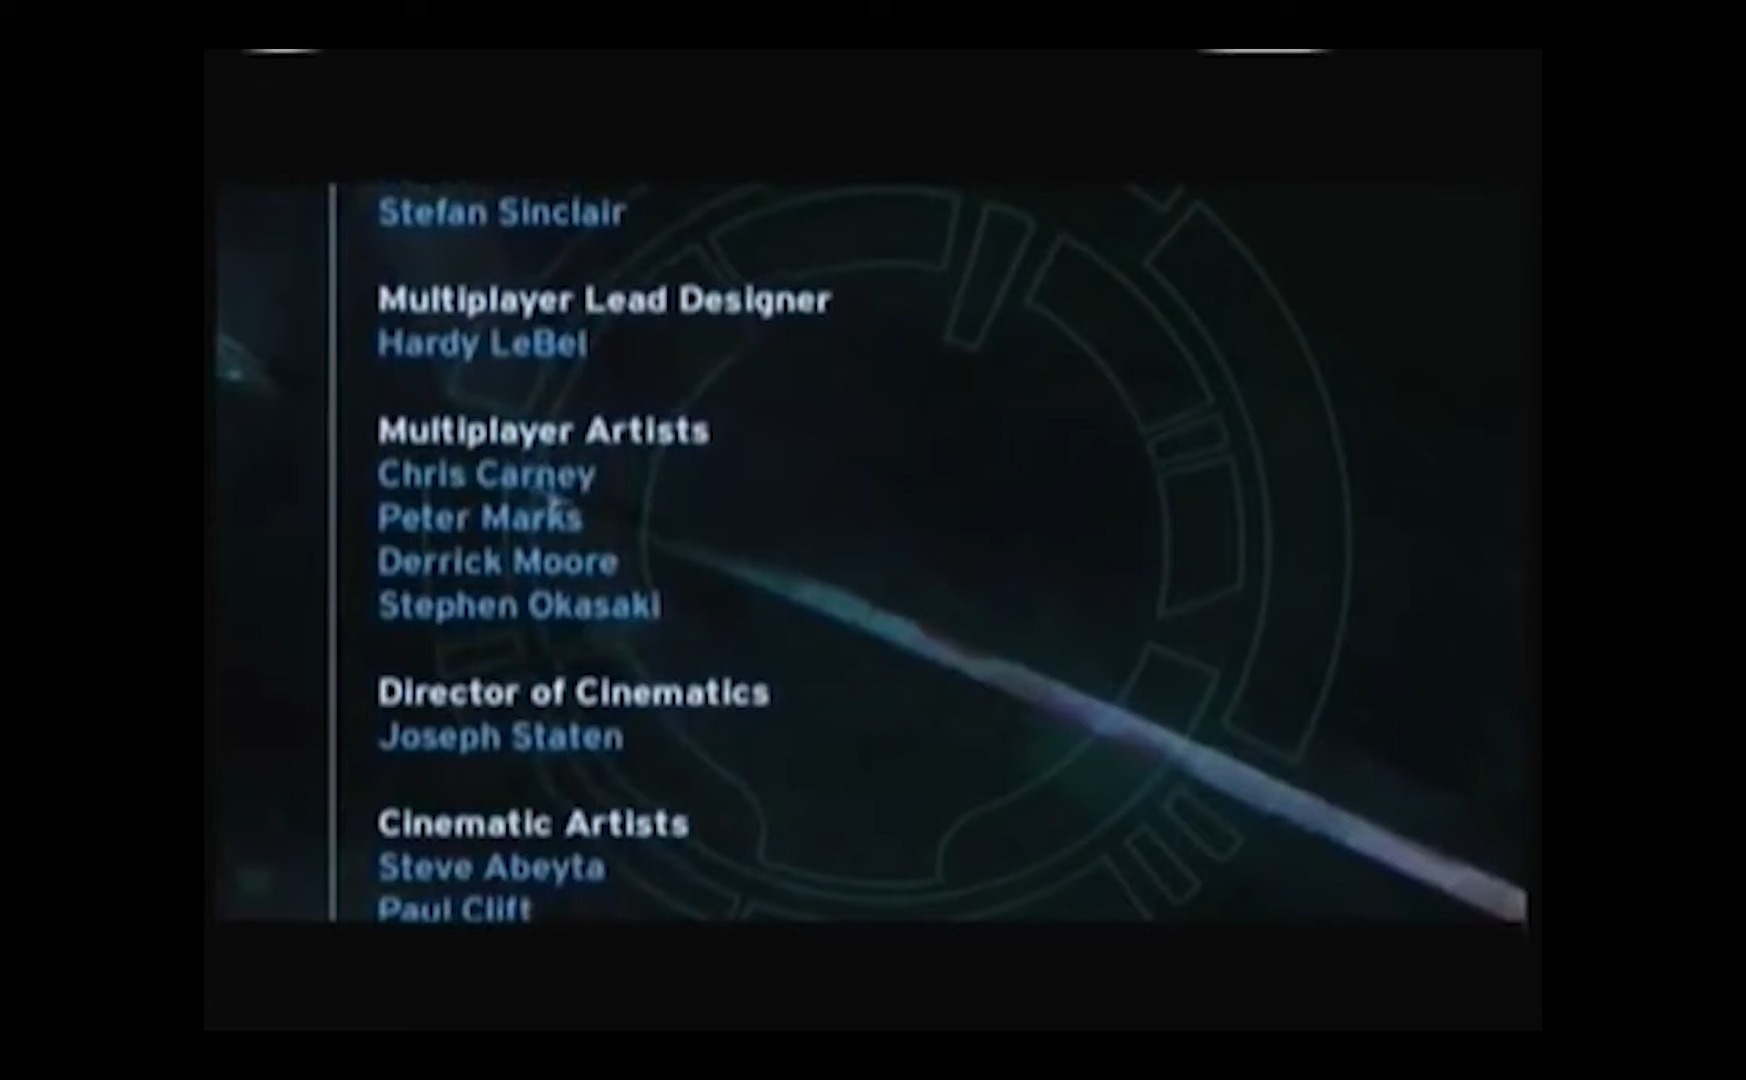 Stefan Sinclair
Multiplayer Lead Designer
Hardy LeBel
Multiplayer Artists
Chris Carney
Peter Marks
Derrick Moore
Stephen Okasaki
Director of Cinematics
Joseph Staten
Cinematic Artists
Steve Abeyta
Paul Clift